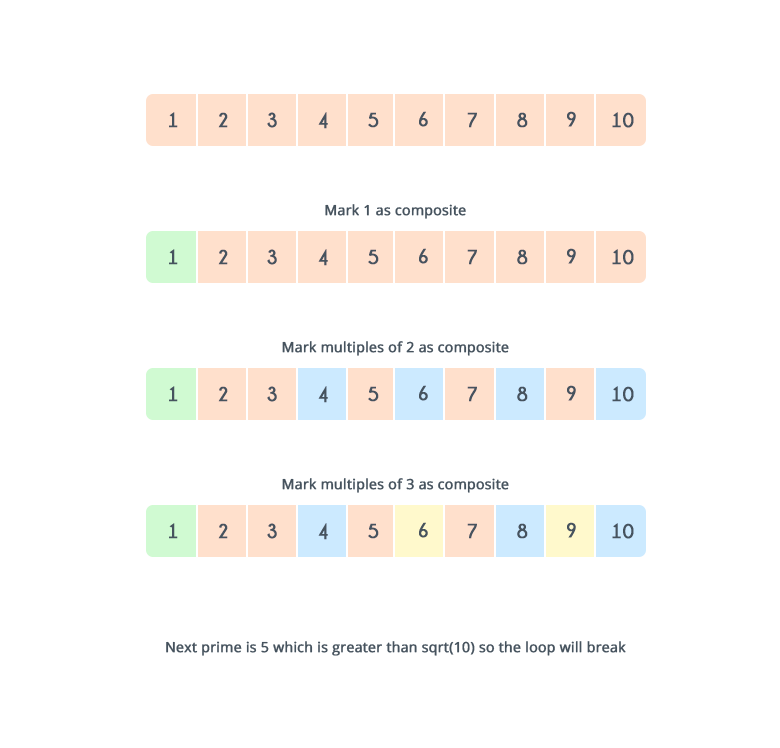 1 2 3 4 5 6 7 8 9 10
Mark 1 as composite
1 2 3 4 5 6 7 8 9 10
Mark multiples of 2 as composite
1 2 3 4 5 6 7 8 9 10
Mark multiples of 3 as composite
1 2 3 4 5 6 7 8 9 10
Next prime is 5 which is greater than sqrt(10) so the loop will break